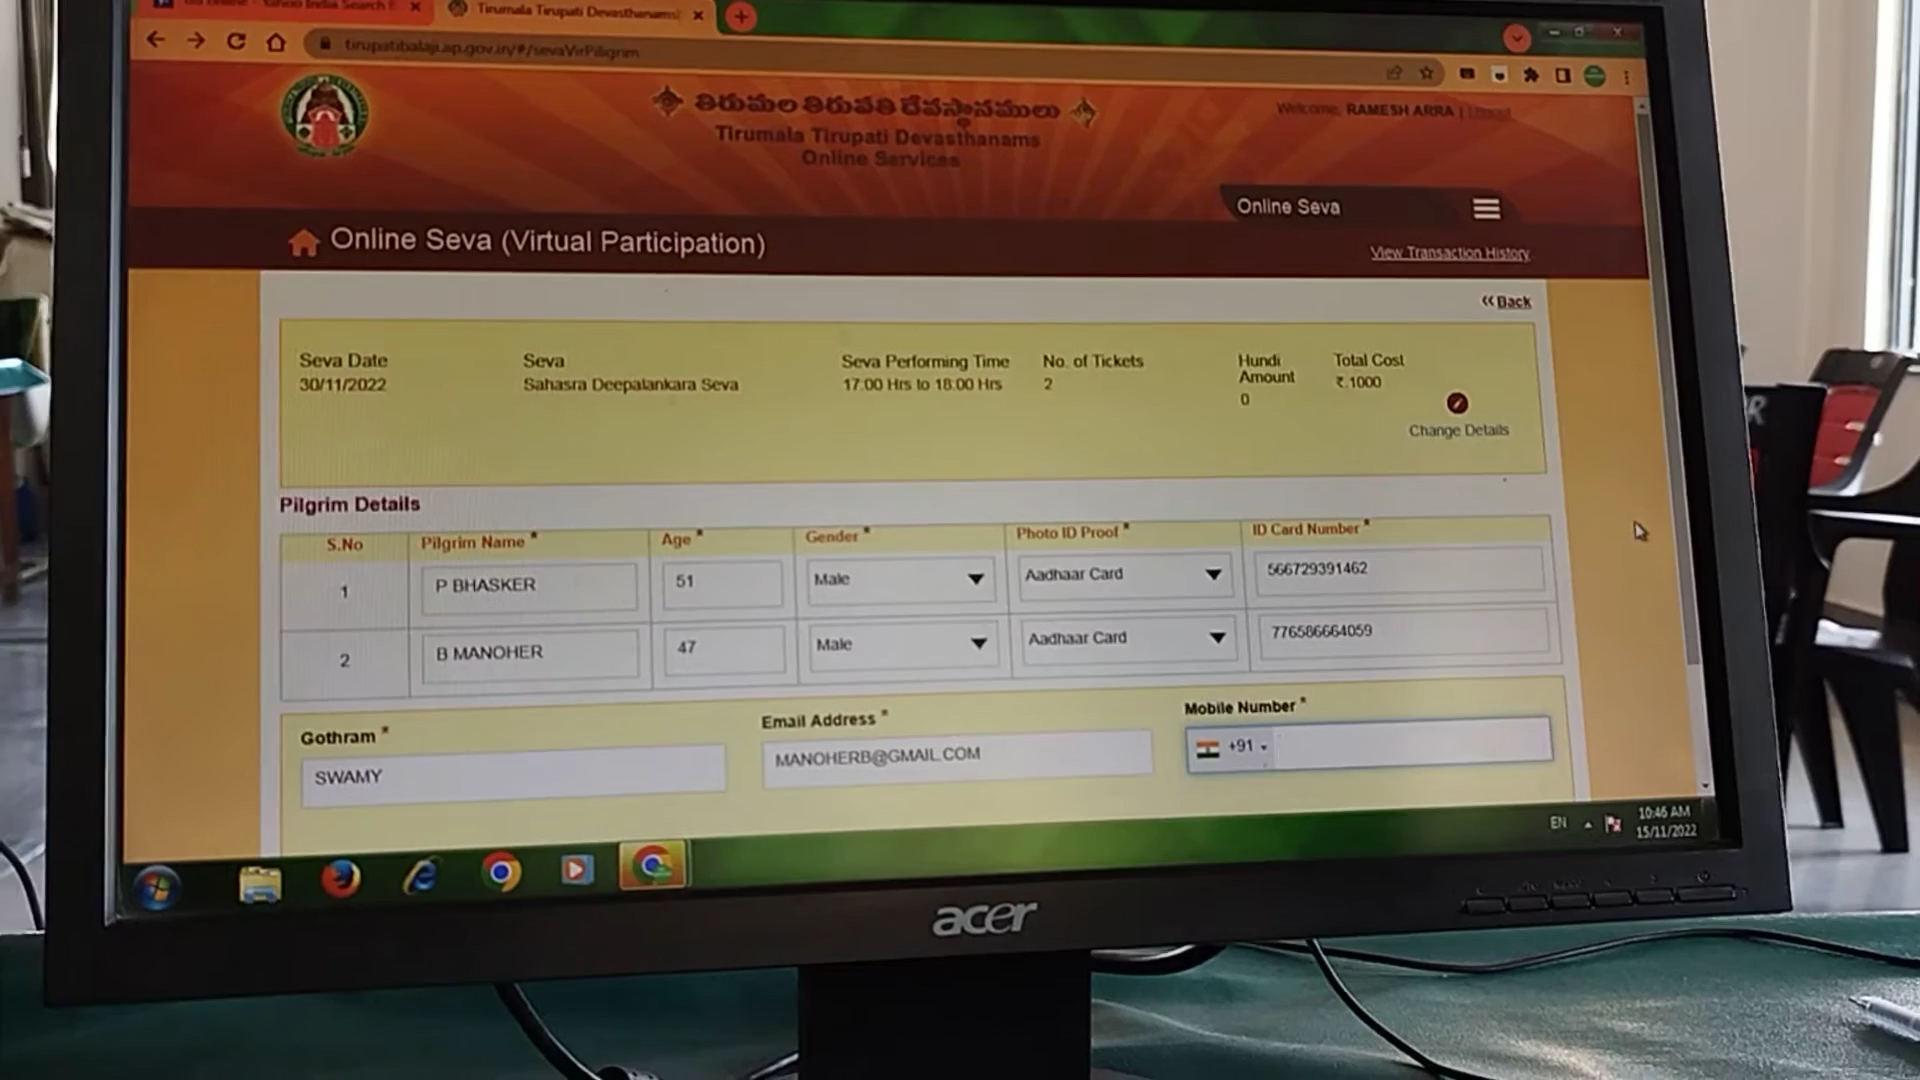 Yahoo India Search
Tirumala Tirupati Devasthanams
tirupatibalaji.ap.gov.in/#/sevaVirPiligrim
తిరుమల తిరుపతి దేవస్థానములు
Tirumala Tirupati Devasthanams
Online Services
Welcome, RAMESH ARRA | Logout
Online Seva
Online Seva (Virtual Participation)
View Transaction History
<< Back
Seva Date Seva Seva Performing Time No. of Tickets Hundi Amount Total Cost
30/11/2022 Sahasra Deepalankara Seva 17:00 Hrs to 18:00 Hrs 2 0 ₹.1000
Change Details
Pilgrim Details
S.No Pilgrim Name * Age * Gender * Photo ID Proof * ID Card Number *
1 P BHASKER 51 Male Aadhaar Card 566729391462
2 B MANOHER 47 Male Aadhaar Card 776586664059
Gothram * Email Address * Mobile Number *
SWAMY MANOHERB@GMAIL.COM +91
EN 10:46 AM
15/11/2022
acer